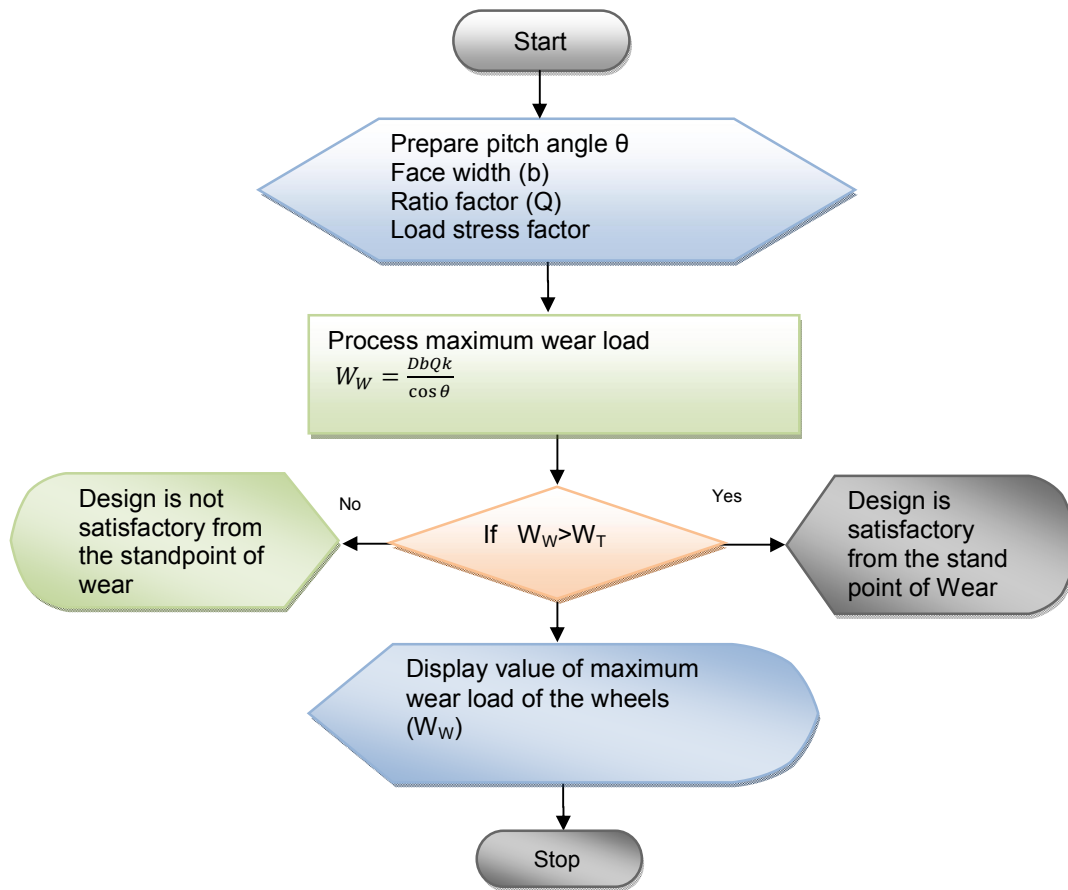 Start
Prepare pitch angle θ
Face width (b)
Ratio factor (Q)
Load stress factor
Process maximum wear load
W_W = DbQk / cos θ
Design is not
satisfactory from
the standpoint of
wear
No
If W_W>W_T
Yes
Design is
satisfactory
from the stand
point of Wear
Display value of maximum
wear load of the wheels
(W_W)
Stop